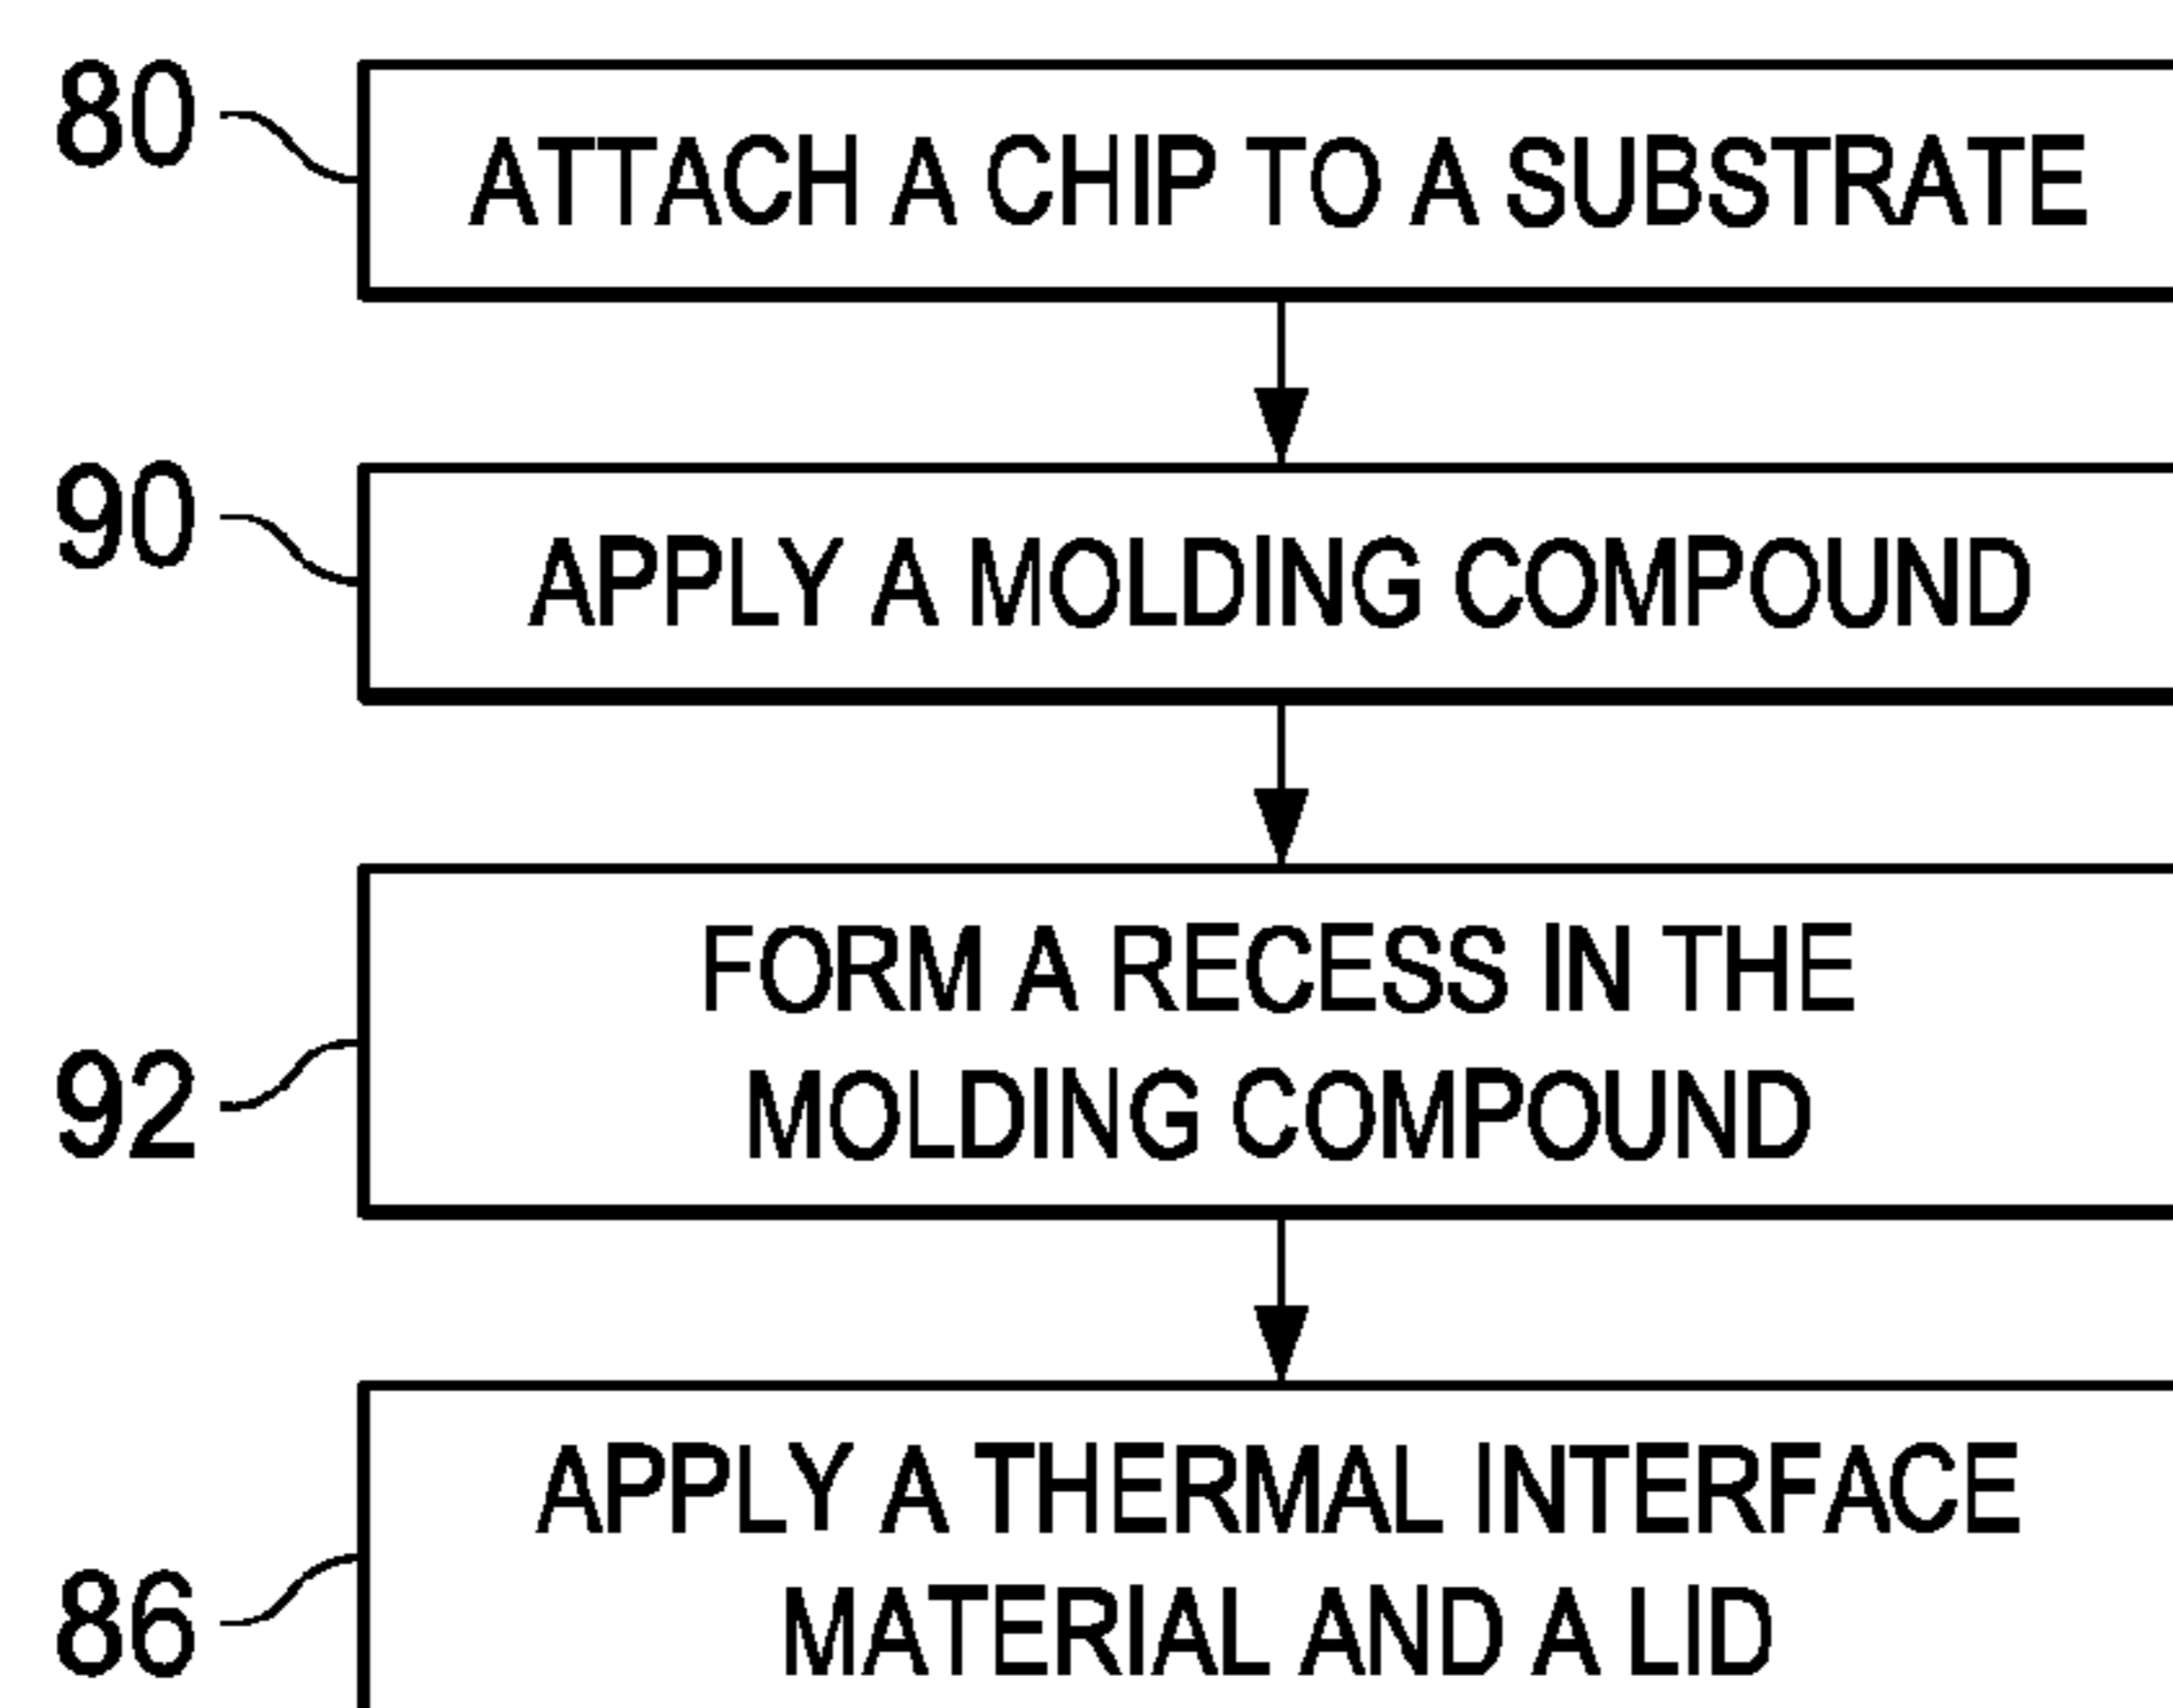 80
ATTACH A CHIP TO A SUBSTRATE
90
APPLY A MOLDING COMPOUND
FORM A RECESS IN THE
92
MOLDING COMPOUND
APPLY A THERMAL INTERFACE
86
MATERIAL AND A LID